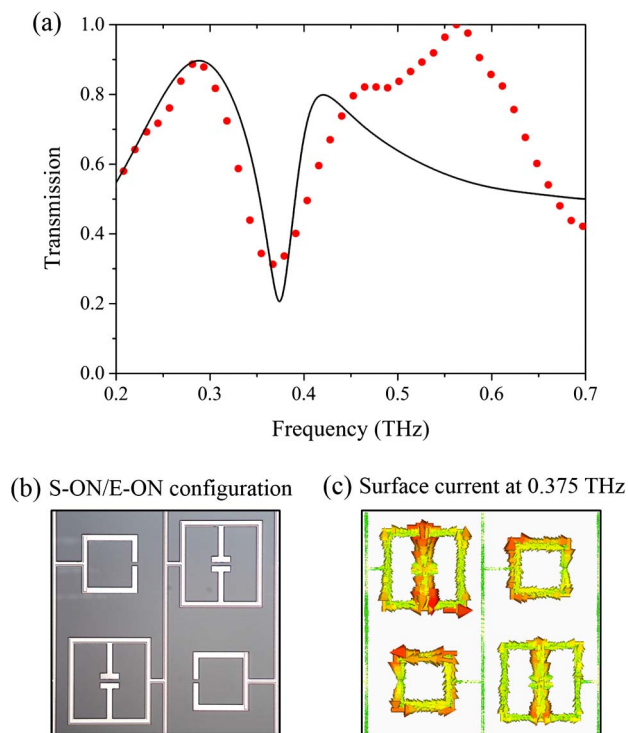 (a)
1.0
0.8
0.6
0.4
0.2
0.0
Transmission
0.2 0.3 0.4 0.5 0.6 0.7
Frequency (THz)
(b) S-ON/E-ON configuration
(c) Surface current at 0.375 THz